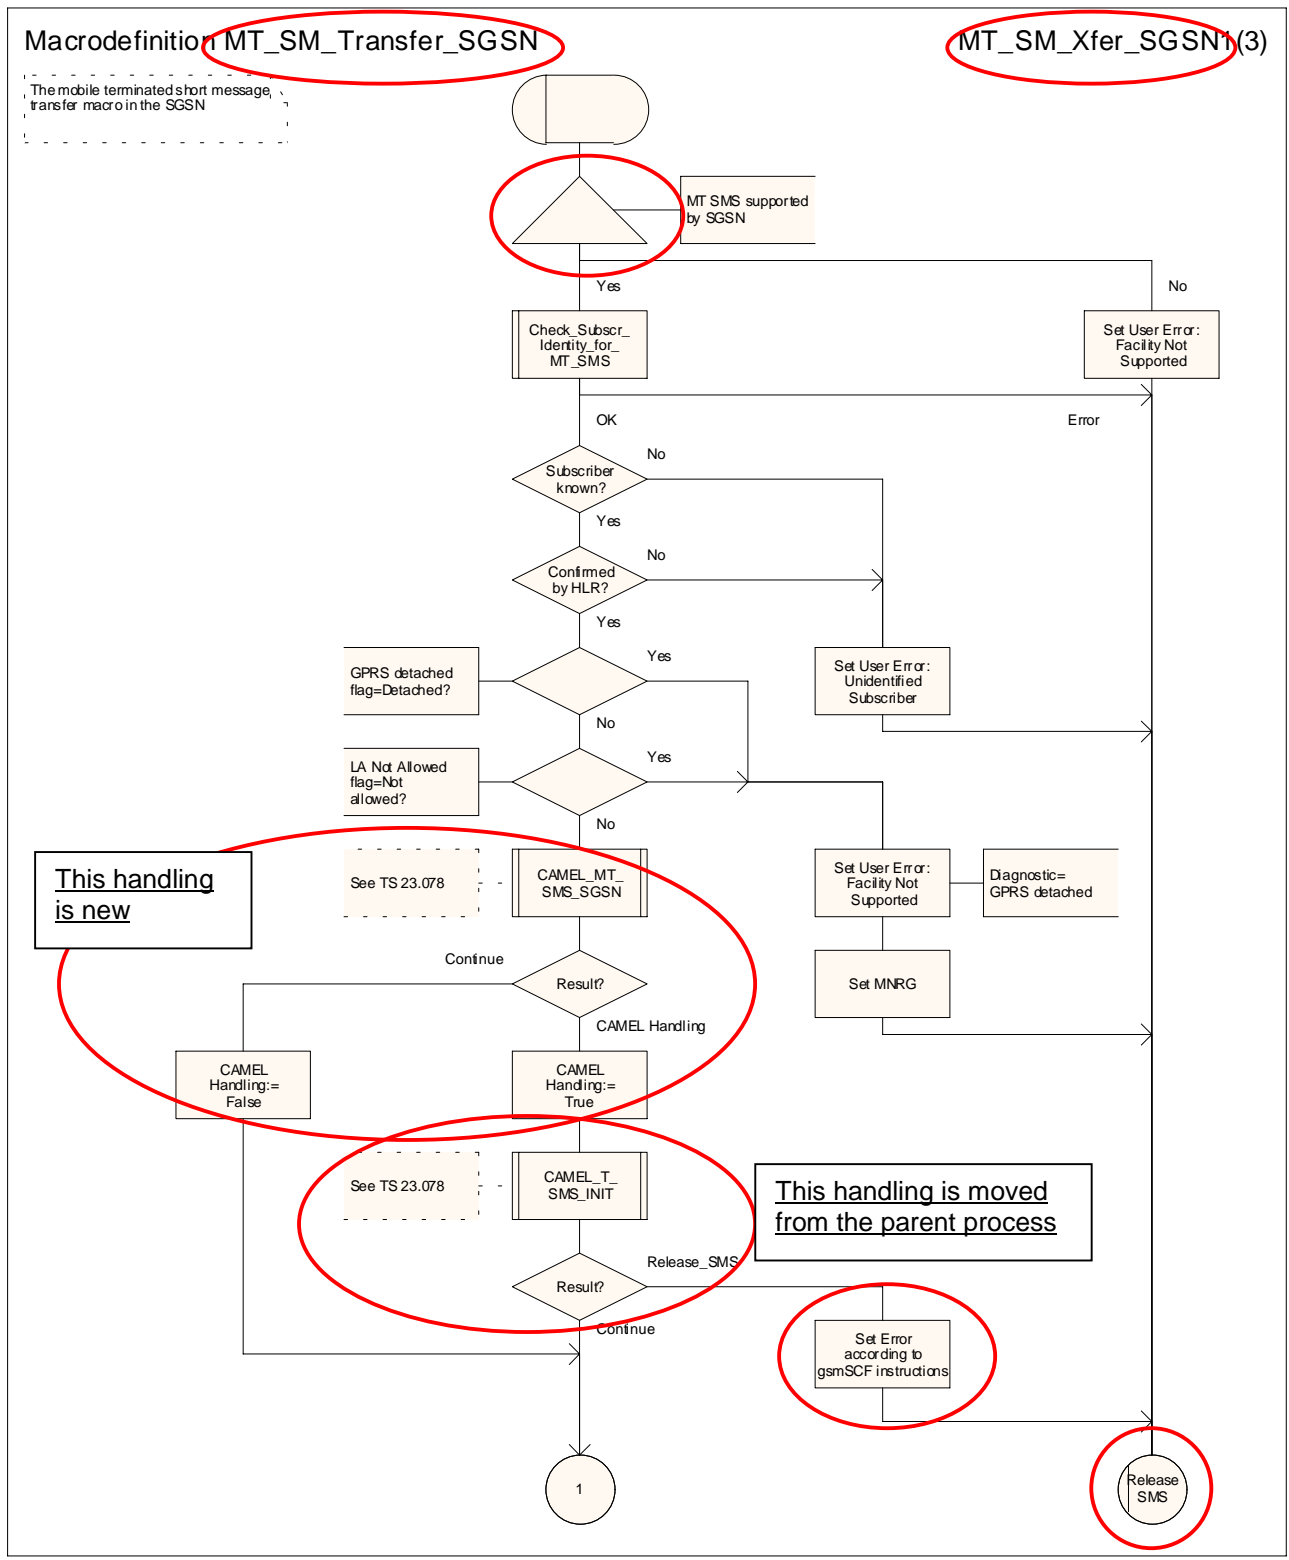 Macrodefinition MT_SM_Transfer_SGSN
MT_SM_Xfer_SGSN1(3)
The mobile terminated short message
transfer macro in the SGSN
MT SMS supported
by SGSN
Yes
No
Check_Subscr_
Identity_for_
MT_SMS
Set User Error:
Facility Not
Supported
OK
Error
Subscriber
known?
No
Yes
Confirmed
by HLR?
No
Yes
GPRS detached
flag=Detached?
Yes
Set User Error:
Unidentified
Subscriber
No
LA Not Allowed
flag=Not
allowed?
Yes
No
This handling
is new
See TS 23.078
CAMEL_MT_
SMS_SGSN
Set User Error:
Facility Not
Supported
Diagnostic=
GPRS detached
Continue
Result?
Set MNRG
CAMEL Handling
CAMEL
Handling:=
False
CAMEL
Handling:=
True
See TS 23.078
CAMEL_T_
SMS_INIT
This handling is moved
from the parent process
Release_SMS
Result?
Continue
Set Error
according to
gsmSCF instructions
1
Release
SMS